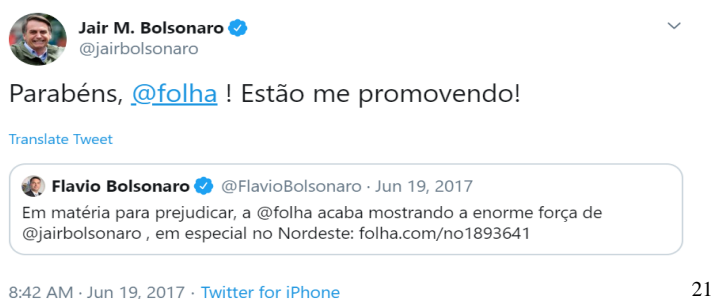 Jair M. Bolsonaro
@jairbolsonaro
Parabéns, @folha ! Estão me promovendo!
Translate Tweet
Flavio Bolsonaro @FlavioBolsonaro · Jun 19, 2017
Em matéria para prejudicar, a @folha acaba mostrando a enorme força de
@jairbolsonaro , em especial no Nordeste: folha.com/no1893641
8:42 AM · Jun 19, 2017 · Twitter for iPhone
21